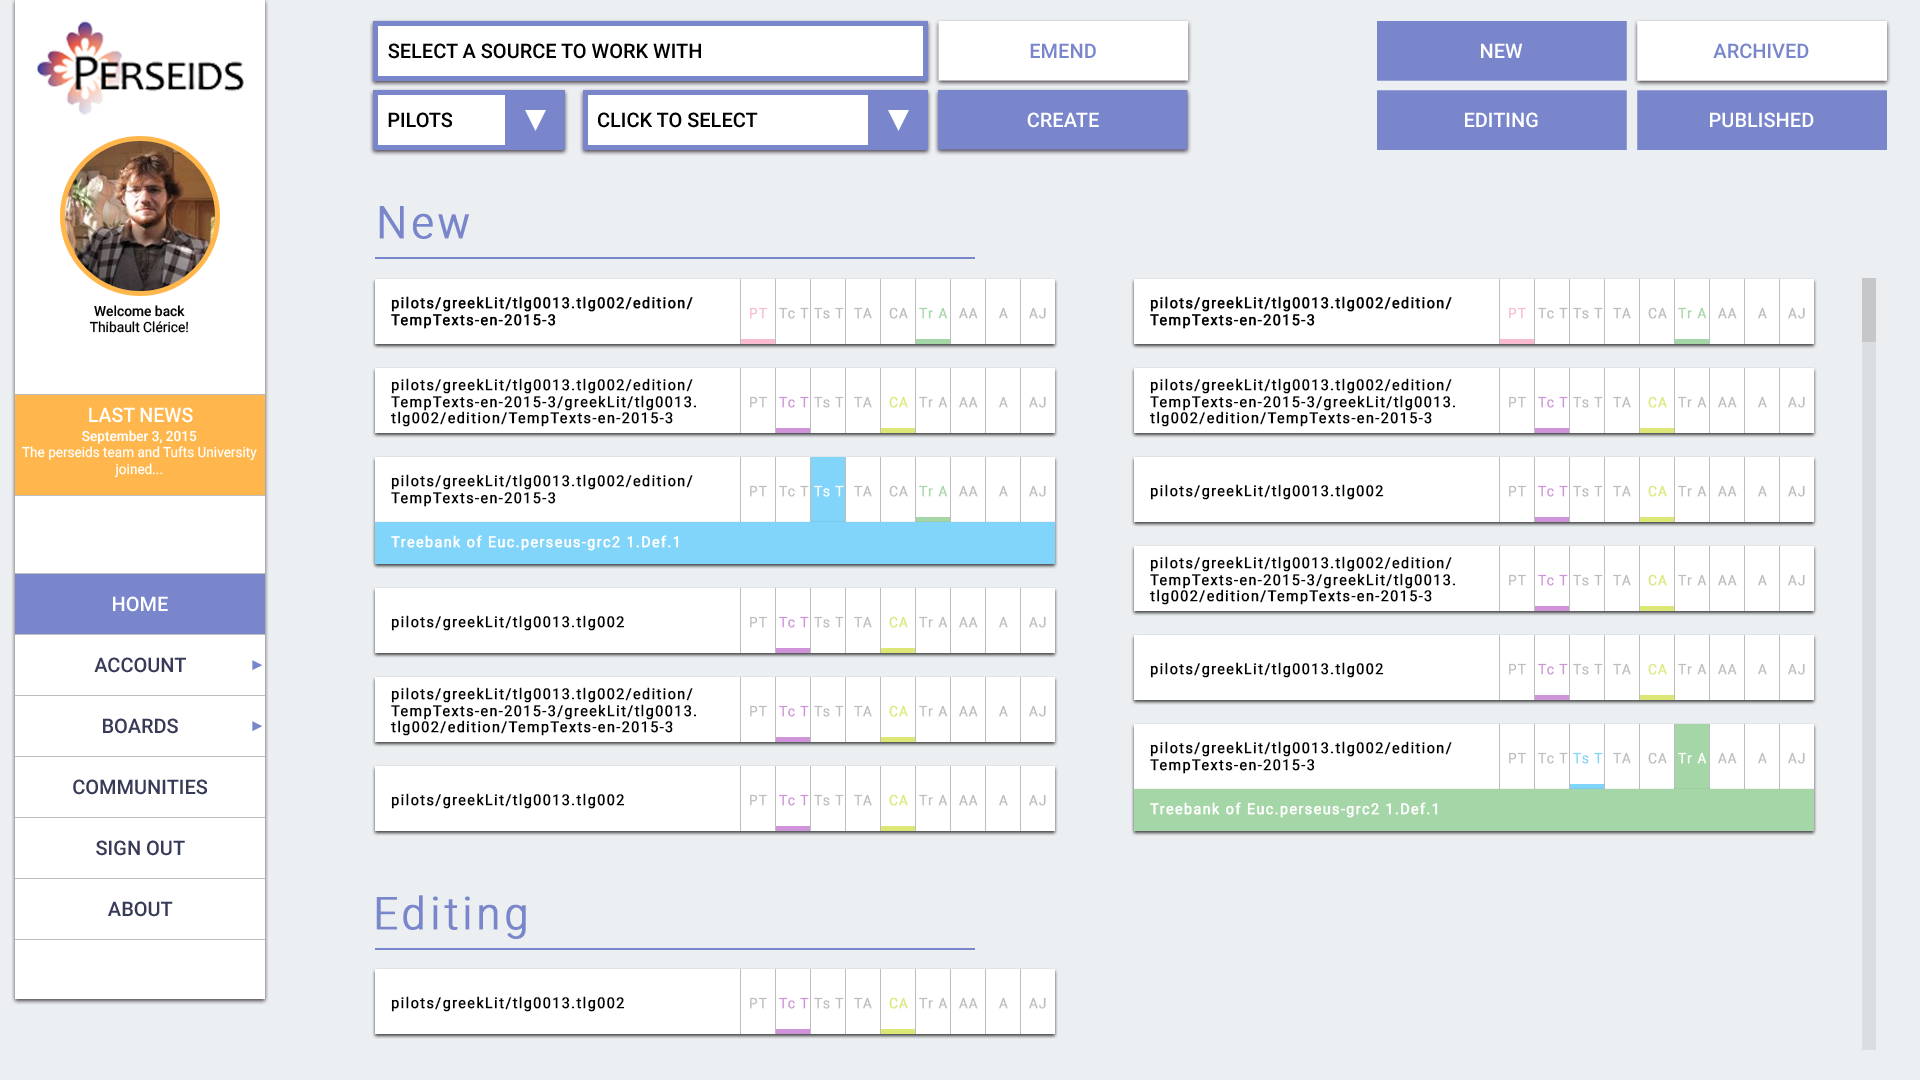 PERSEIDS
Welcome back
Thibault Clérice!
LAST NEWS
September 3, 2015
The perseids team and Tufts University
joined...
HOME
ACCOUNT
BOARDS
COMMUNITIES
SIGN OUT
ABOUT
SELECT A SOURCE TO WORK WITH
EMEND
PILOTS
CLICK TO SELECT
CREATE
NEW
ARCHIVED
EDITING
PUBLISHED
New
pilots/greekLit/tlg0013.tlg002/edition/
TempTexts-en-2015-3
PT Tc T Ts T TA CA Tr A AA A AJ
pilots/greekLit/tlg0013.tlg002/edition/
TempTexts-en-2015-3/greekLit/tlg0013.
tlg002/edition/TempTexts-en-2015-3
PT Tc T Ts T TA CA Tr A AA A AJ
pilots/greekLit/tlg0013.tlg002/edition/
TempTexts-en-2015-3
PT Tc T Ts T TA CA Tr A AA A AJ
Treebank of Euc.perseus-grc2 1.Def.1
pilots/greekLit/tlg0013.tlg002
PT Tc T Ts T TA CA Tr A AA A AJ
pilots/greekLit/tlg0013.tlg002/edition/
TempTexts-en-2015-3/greekLit/tlg0013.
tlg002/edition/TempTexts-en-2015-3
PT Tc T Ts T TA CA Tr A AA A AJ
pilots/greekLit/tlg0013.tlg002
PT Tc T Ts T TA CA Tr A AA A AJ
pilots/greekLit/tlg0013.tlg002/edition/
TempTexts-en-2015-3
PT Tc T Ts T TA CA Tr A AA A AJ
pilots/greekLit/tlg0013.tlg002/edition/
TempTexts-en-2015-3/greekLit/tlg0013.
tlg002/edition/TempTexts-en-2015-3
PT Tc T Ts T TA CA Tr A AA A AJ
pilots/greekLit/tlg0013.tlg002
PT Tc T Ts T TA CA Tr A AA A AJ
pilots/greekLit/tlg0013.tlg002/edition/
TempTexts-en-2015-3/greekLit/tlg0013.
tlg002/edition/TempTexts-en-2015-3
PT Tc T Ts T TA CA Tr A AA A AJ
pilots/greekLit/tlg0013.tlg002
PT Tc T Ts T TA CA Tr A AA A AJ
pilots/greekLit/tlg0013.tlg002/edition/
TempTexts-en-2015-3
PT Tc T Ts T TA CA Tr A AA A AJ
Treebank of Euc.perseus-grc2 1.Def.1
Editing
pilots/greekLit/tlg0013.tlg002
PT Tc T Ts T TA CA Tr A AA A AJ